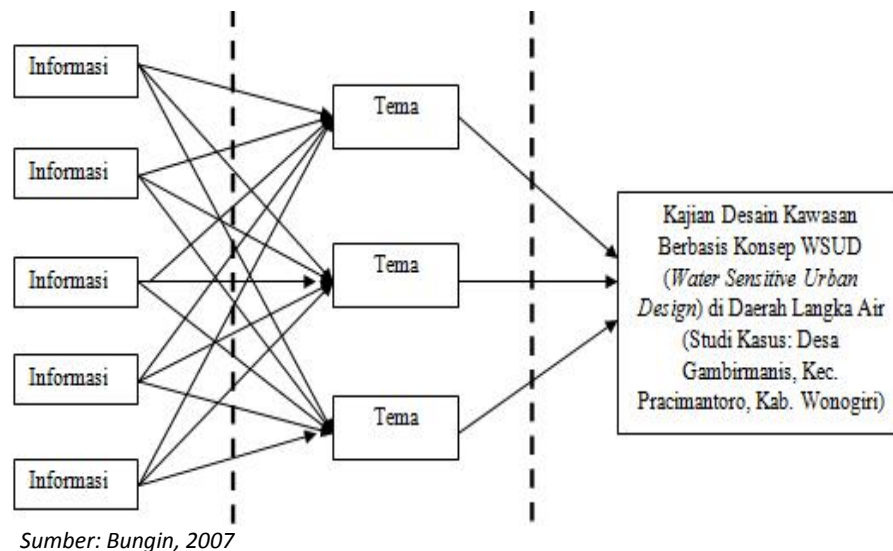 Informasi
Informasi
Informasi
Informasi
Informasi
Tema
Tema
Tema
Kajian Desain Kawasan
Berbasis Konsep WSUD
(Water Sensitive Urban
Design) di Daerah Langka Air
(Studi Kasus: Desa
Gambirmanis, Kec.
Pracimantoro, Kab. Wonogiri)
Sumber: Bungin, 2007